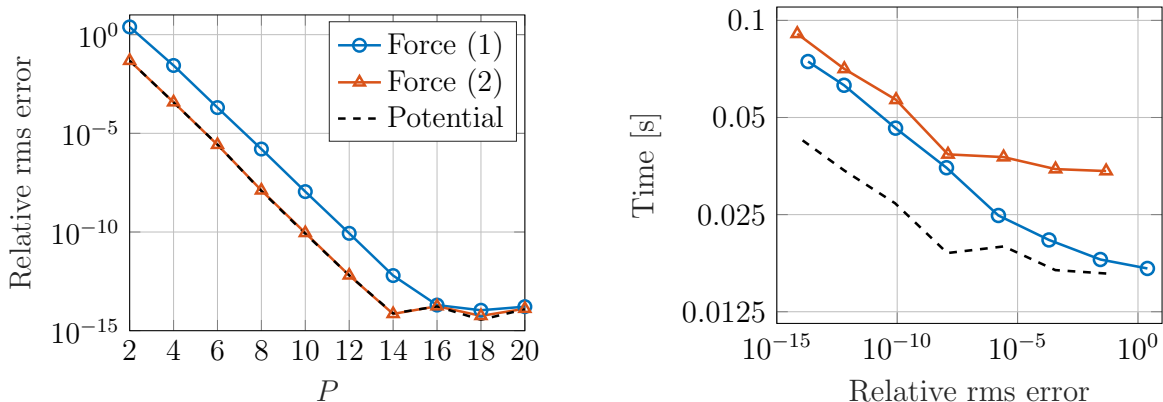 10^0
10^-5
10^-10
10^-15
Relative rms error
2 4 6 8 10 12 14 16 18 20
P
Force (1)
Force (2)
Potential
0.1
0.05
0.025
0.0125
Time [s]
10^-15 10^-10 10^-5 10^0
Relative rms error